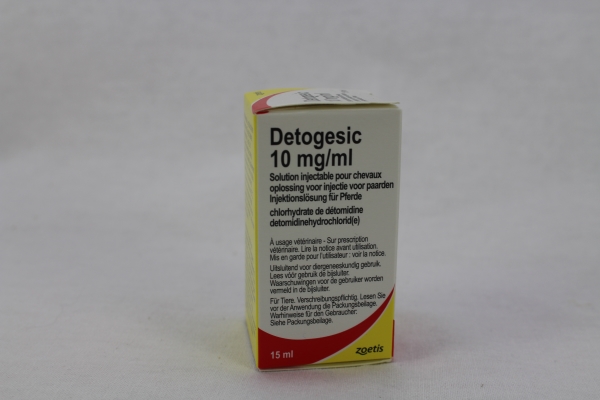 Detogesic
10 mg/ml
Solution injectable pour chevaux
oplossing voor injectie voor paarden
Injektionslösung für Pferde
chlorhydrate de détomidine
detomidinehydrochlorid(e)
À usage vétérinaire - Sur prescription
vétérinaire. Lire la notice avant utilisation.
Mis en garde pour l'utilisateur : voir la notice.
Uitsluitend voor diergeneeskundig gebruik.
Lees vóór gebruik de bijsluiter.
Waarschuwingen voor de gebruiker worden
vermeld in de bijsluiter.
Für Tiere. Verschreibungspflichtig. Lesen Sie
vor der Anwendung die Packungsbeilage.
Warhinweise für den Gebraucher:
Siehe Packungsbeilage.
15 ml
zoetis